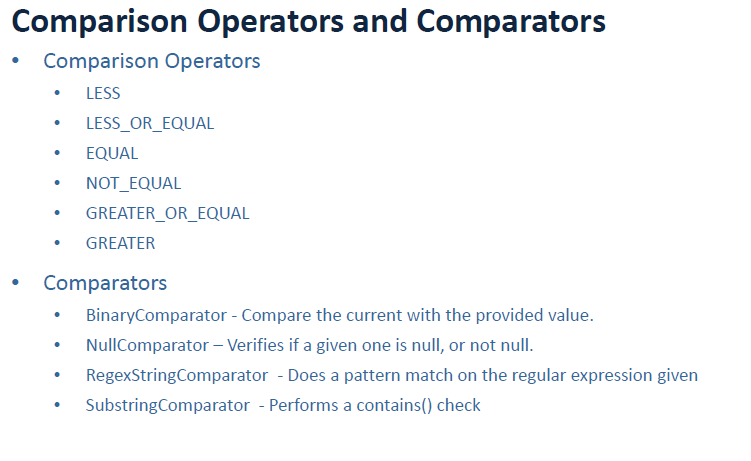 Comparison Operators and Comparators
• Comparison Operators
• LESS
• LESS_OR_EQUAL
• EQUAL
• NOT_EQUAL
• GREATER_OR_EQUAL
• GREATER
• Comparators
• BinaryComparator - Compare the current with the provided value.
• NullComparator – Verifies if a given one is null, or not null.
• RegexStringComparator  - Does a pattern match on the regular expression given
• SubstringComparator  - Performs a contains() check